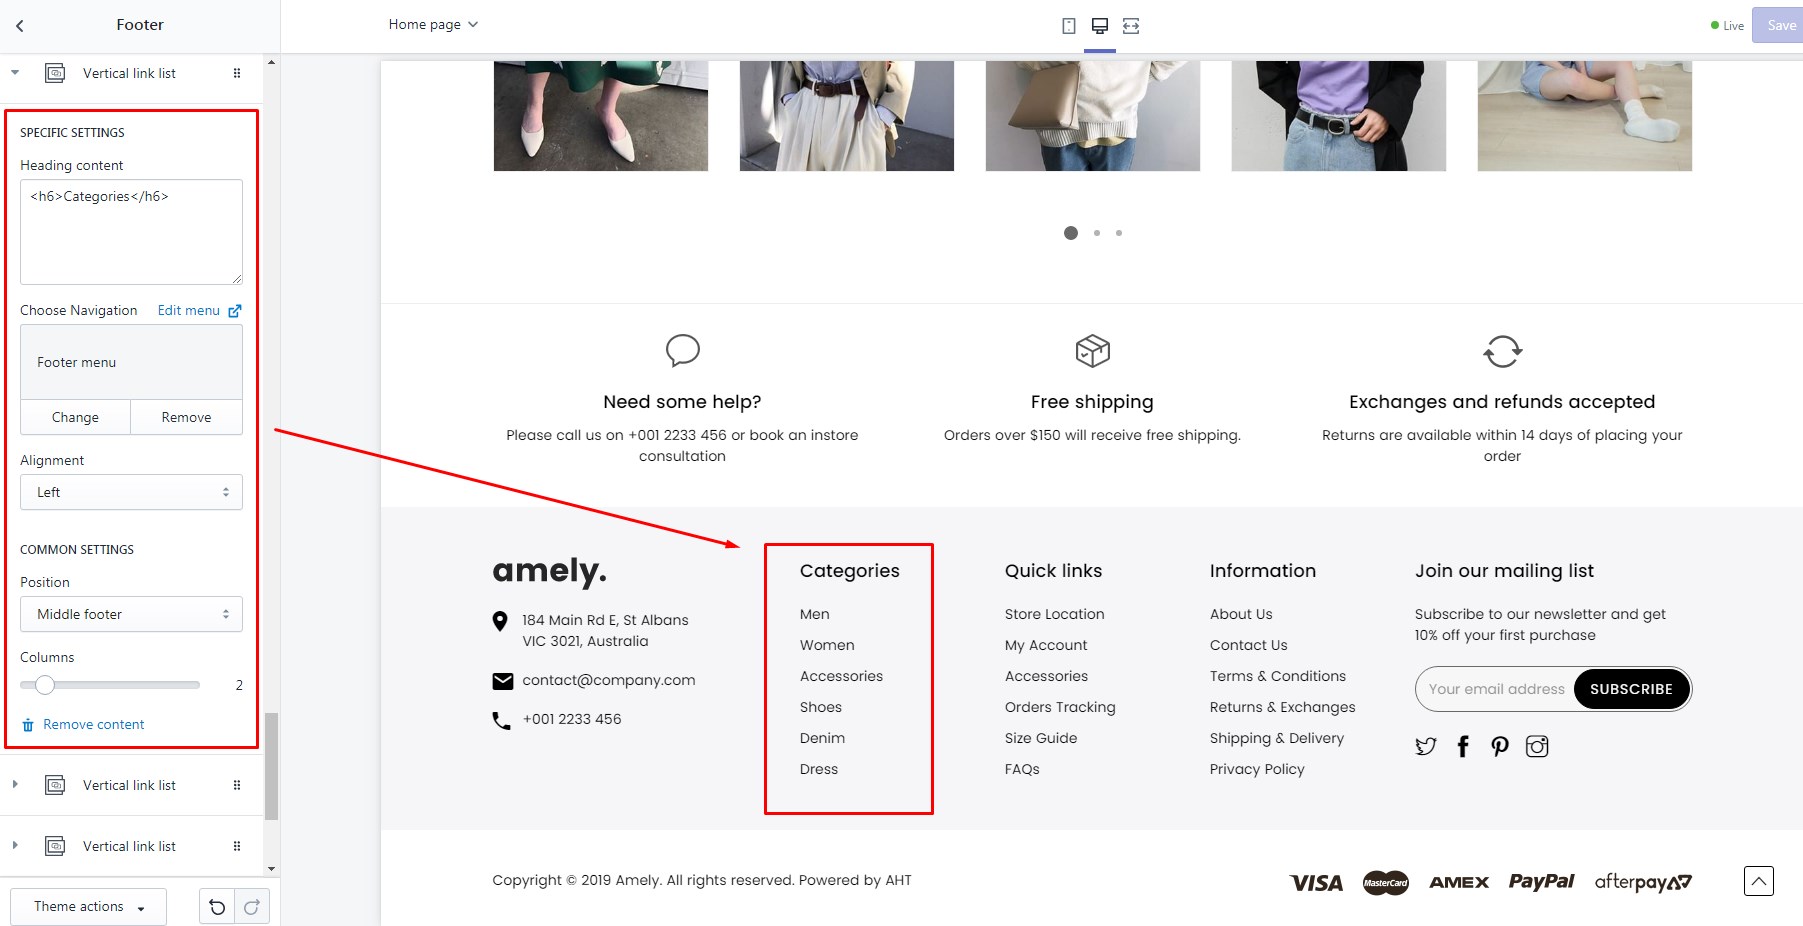 Footer
Home page
Live
Save
Vertical link list
SPECIFIC SETTINGS
Heading content
<h6>Categories</h6>
Choose Navigation Edit menu
Footer menu
Change Remove
Alignment
Left
COMMON SETTINGS
Position
Middle footer
Columns
2
Remove content
Vertical link list
Vertical link list
Theme actions
Need some help?
Please call us on +001 2233 456 or book an instore
consultation
Free shipping
Orders over $150 will receive free shipping.
Exchanges and refunds accepted
Returns are available within 14 days of placing your
order
amely.
184 Main Rd E, St Albans
VIC 3021, Australia
contact@company.com
+001 2233 456
Categories
Men
Women
Accessories
Shoes
Denim
Dress
Quick links
Store Location
My Account
Accessories
Orders Tracking
Size Guide
FAQs
Information
About Us
Contact Us
Terms & Conditions
Returns & Exchanges
Shipping & Delivery
Privacy Policy
Join our mailing list
Subscribe to our newsletter and get
10% off your first purchase
Your email address SUBSCRIBE
Copyright © 2019 Amely. All rights reserved. Powered by AHT
VISA MasterCard AMEX PayPal afterpay